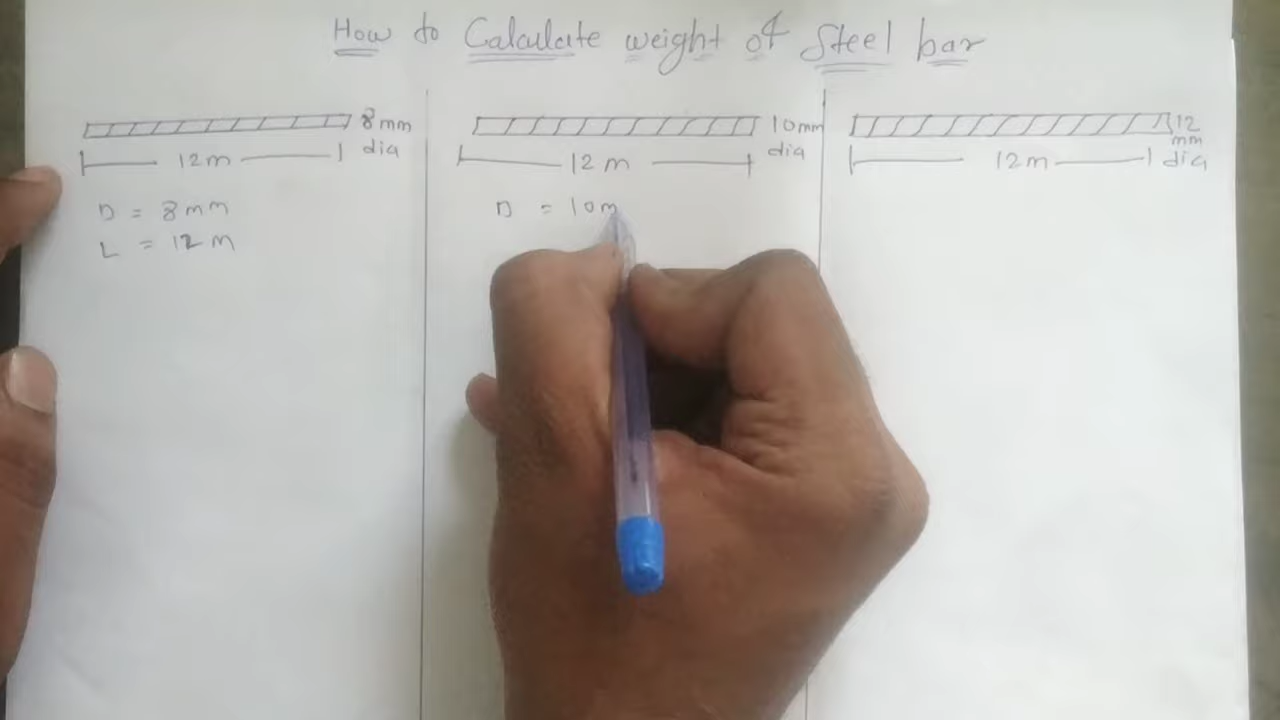 How to Calculate weight of Steel bar
8mm
dia
12m
D = 8mm
L = 12m
10mm
dia
12m
D = 10m
12
mm
dia
12m